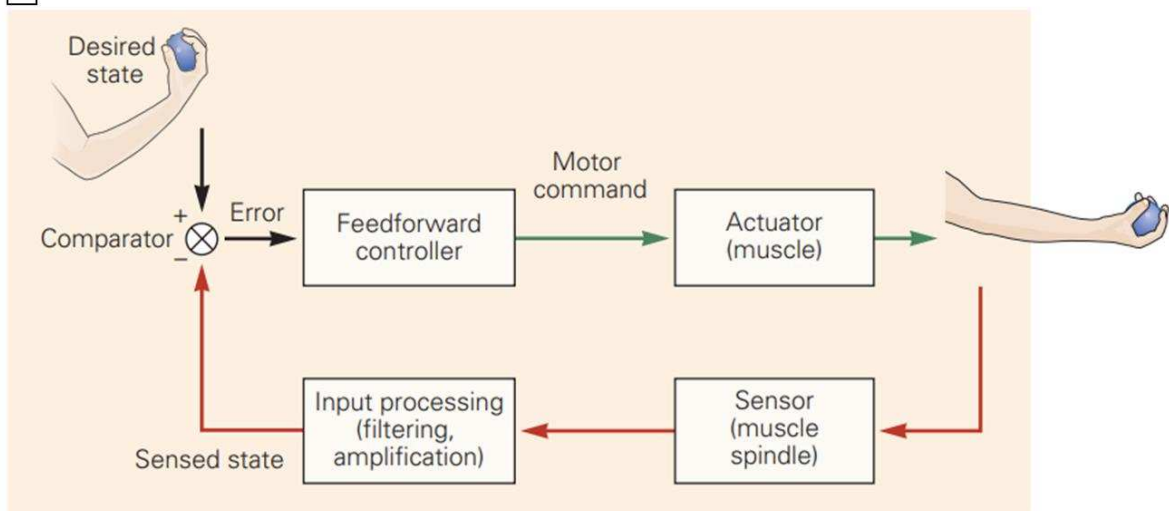 Desired
state
Motor
command
+
Error
Comparator
−
Feedforward
controller
Actuator
(muscle)
Input processing
(filtering,
amplification)
Sensor
(muscle
spindle)
Sensed state